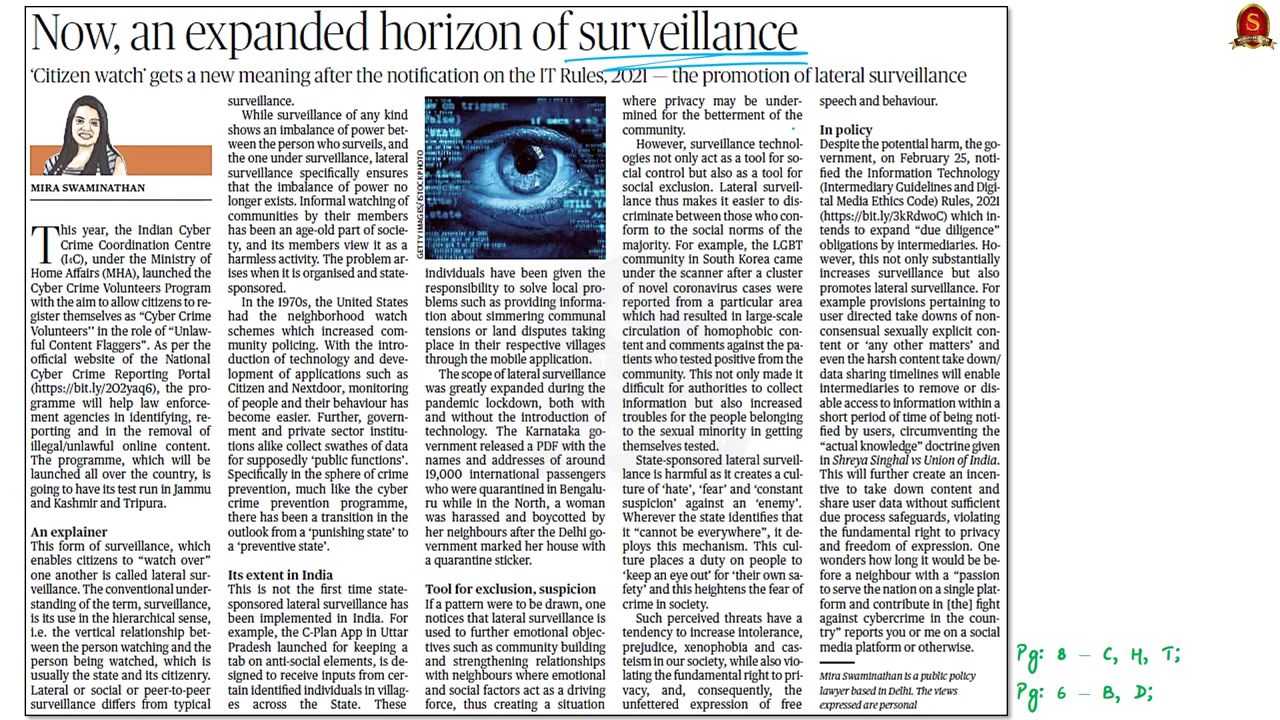 Now, an expanded horizon of surveillance
'Citizen watch' gets a new meaning after the notification on the IT Rules, 2021 — the promotion of lateral surveillance
MIRA SWAMINATHAN
This year, the Indian Cyber
Crime Coordination Centre
(I4C), under the Ministry of
Home Affairs (MHA), launched the
Cyber Crime Volunteers Program
with the aim to allow citizens to re-
gister themselves as "Cyber Crime
Volunteers'' in the role of "Unlaw-
ful Content Flaggers". As per the
official website of the National
Cyber Crime Reporting Portal
(https://bit.ly/2O2yaq6), the pro-
gramme will help law enforce-
ment agencies in identifying, re-
porting and in the removal of
illegal/unlawful online content.
The programme, which will be
launched all over the country, is
going to have its test run in Jammu
and Kashmir and Tripura.
An explainer
This form of surveillance, which
enables citizens to "watch over"
one another is called lateral sur-
veillance. The conventional under-
standing of the term, surveillance,
is its use in the hierarchical sense,
i.e. the vertical relationship bet-
ween the person watching and the
person being watched, which is
usually the state and its citizenry.
Lateral or social or peer-to-peer
surveillance differs from typical
surveillance.
While surveillance of any kind
shows an imbalance of power bet-
ween the person who surveils, and
the one under surveillance, lateral
surveillance specifically ensures
that the imbalance of power no
longer exists. Informal watching of
communities by their members
has been an age-old part of socie-
ty, and its members view it as a
harmless activity. The problem ar-
ises when it is organised and state-
sponsored.
In the 1970s, the United States
had the neighborhood watch
schemes which increased com-
munity policing. With the intro-
duction of technology and deve-
lopment of applications such as
Citizen and Nextdoor, monitoring
of people and their behaviour has
become easier. Further, govern-
ment and private sector institu-
tions alike collect swathes of data
for supposedly 'public functions'.
Specifically in the sphere of crime
prevention, much like the cyber
crime prevention programme,
there has been a transition in the
outlook from a 'punishing state' to
a 'preventive state'.
Its extent in India
This is not the first time state-
sponsored lateral surveillance has
been implemented in India. For
example, the C-Plan App in Uttar
Pradesh launched for keeping a
tab on anti-social elements, is de-
signed to receive inputs from cer-
tain identified individuals in villag-
es across the State. These
GETTY IMAGES/ISTOCKPHOTO
individuals have been given the
responsibility to solve local pro-
blems such as providing informa-
tion about simmering communal
tensions or land disputes taking
place in their respective villages
through the mobile application.
The scope of lateral surveillance
was greatly expanded during the
pandemic lockdown, both with
and without the introduction of
technology. The Karnataka go-
vernment released a PDF with the
names and addresses of around
19,000 international passengers
who were quarantined in Bengalu-
ru while in the North, a woman
was harassed and boycotted by
her neighbours after the Delhi go-
vernment marked her house with
a quarantine sticker.
Tool for exclusion, suspicion
If a pattern were to be drawn, one
notices that lateral surveillance is
used to further emotional objec-
tives such as community building
and strengthening relationships
with neighbours where emotional
and social factors act as a driving
force, thus creating a situation
where privacy may be under-
mined for the betterment of the
community.
However, surveillance technol-
ogies not only act as a tool for so-
cial control but also as a tool for
social exclusion. Lateral surveil-
lance thus makes it easier to dis-
criminate between those who con-
form to the social norms of the
majority. For example, the LGBT
community in South Korea came
under the scanner after a cluster
of novel coronavirus cases were
reported from a particular area
which had resulted in large-scale
circulation of homophobic con-
tent and comments against the pa-
tients who tested positive from the
community. This not only made it
difficult for authorities to collect
information but also increased
troubles for the people belonging
to the sexual minority in getting
themselves tested.
State-sponsored lateral surveil-
lance is harmful as it creates a cul-
ture of 'hate', 'fear' and 'constant
suspicion' against an 'enemy'.
Wherever the state identifies that
it "cannot be everywhere", it de-
ploys this mechanism. This cul-
ture places a duty on people to
'keep an eye out' for 'their own sa-
fety' and this heightens the fear of
crime in society.
Such perceived threats have a
tendency to increase intolerance,
prejudice, xenophobia and cas-
teism in our society, while also vio-
lating the fundamental right to pri-
vacy, and, consequently, the
unfettered expression of free
speech and behaviour.
In policy
Despite the potential harm, the go-
vernment, on February 25, noti-
fied the Information Technology
(Intermediary Guidelines and Digi-
tal Media Ethics Code) Rules, 2021
(https://bit.ly/3kRdwoC) which in-
tends to expand "due diligence"
obligations by intermediaries. Ho-
wever, this not only substantially
increases surveillance but also
promotes lateral surveillance. For
example provisions pertaining to
user directed take downs of non-
consensual sexually explicit con-
tent or 'any other matters' and
even the harsh content take down/
data sharing timelines will enable
intermediaries to remove or dis-
able access to information within a
short period of time of being noti-
fied by users, circumventing the
"actual knowledge" doctrine given
in Shreya Singhal vs Union of India.
This will further create an incen-
tive to take down content and
share user data without sufficient
due process safeguards, violating
the fundamental right to privacy
and freedom of expression. One
wonders how long it would be be-
fore a neighbour with a "passion
to serve the nation on a single plat-
form and contribute in [the] fight
against cybercrime in the coun-
try" reports you or me on a social
media platform or otherwise.
Mira Swaminathan is a public policy
lawyer based in Delhi. The views
expressed are personal
Pg: 8 – C, H, T;
Pg: 6 – B, D;